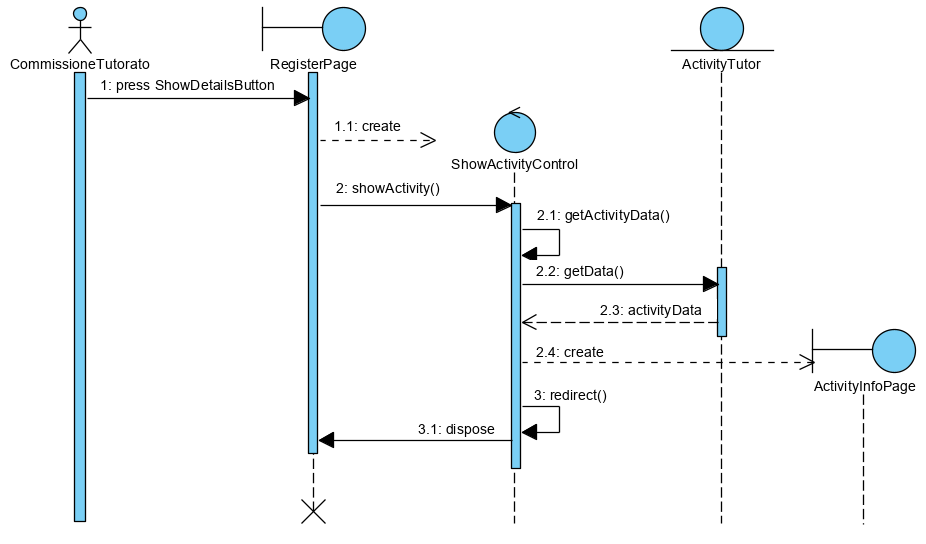 CommissioneTutorato
RegisterPage
ActivityTutor
1: press ShowDetailsButton
1.1: create
ShowActivityControl
2: showActivity()
2.1: getActivityData()
2.2: getData()
2.3: activityData
2.4: create
ActivityInfoPage
3: redirect()
3.1: dispose